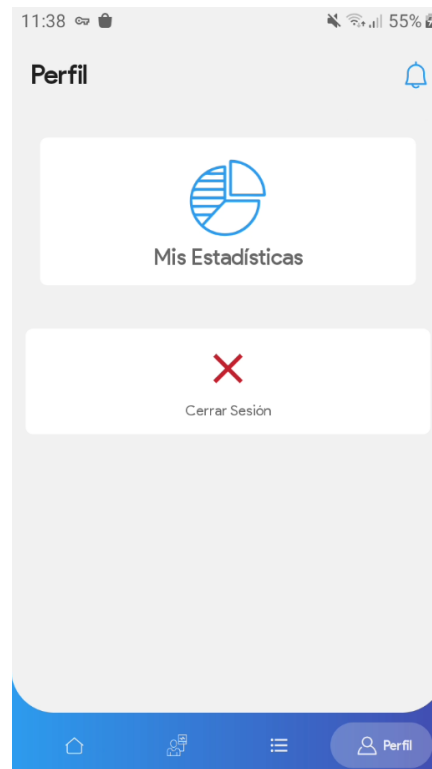 11:38
55%
Perfil
Mis Estadísticas
Cerrar Sesión
Perfil